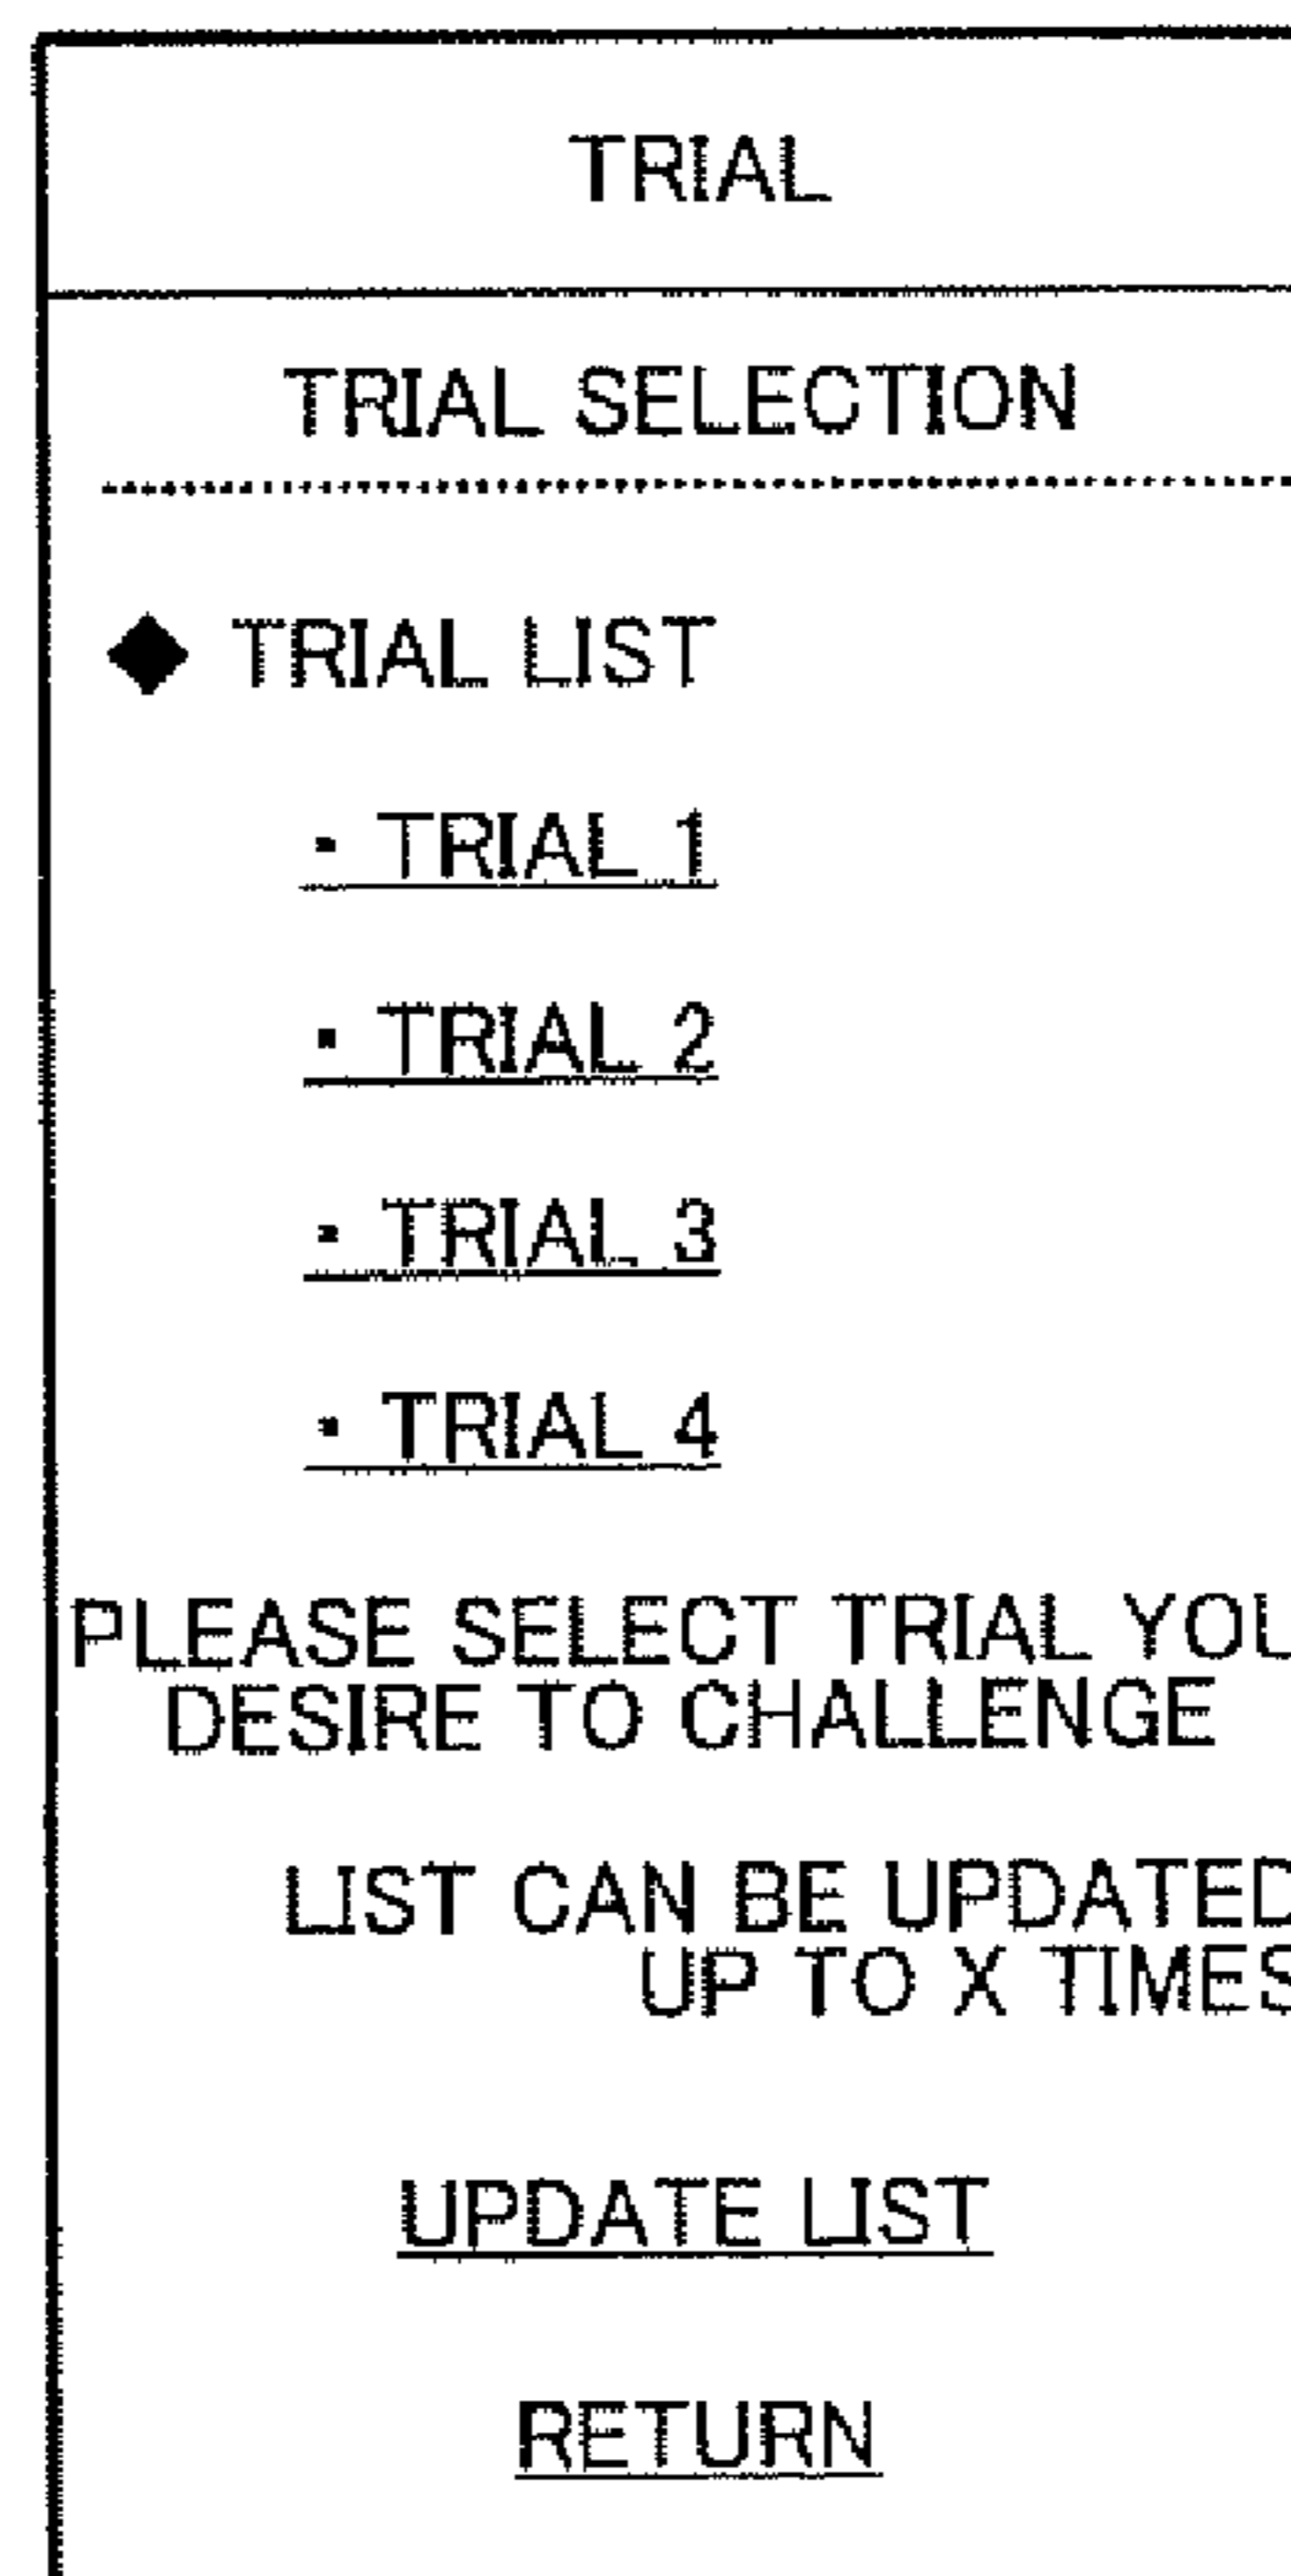 TRIAL
TRIAL SELECTION
◆ TRIAL LIST
・ TRIAL 1
・ TRIAL 2
・ TRIAL 3
・ TRIAL 4
PLEASE SELECT TRIAL YOU
DESIRE TO CHALLENGE
LIST CAN BE UPDATED
UP TO X TIMES
UPDATE LIST
RETURN